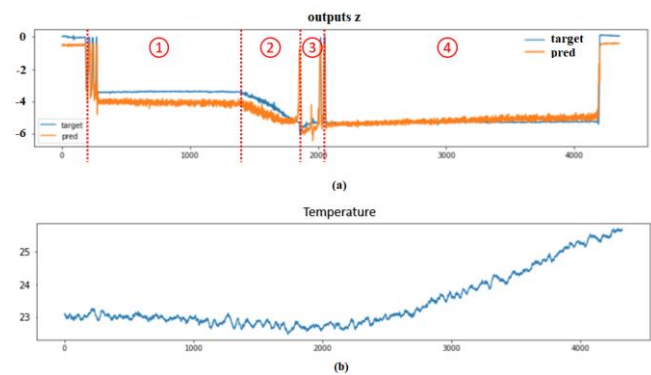 outputs z
① ② ③ ④
target
pred
0
-2
-4
-6
target
pred
0 1000 2000 3000 4000
(a)
Temperature
25
24
23
0 1000 2000 3000 4000
(b)